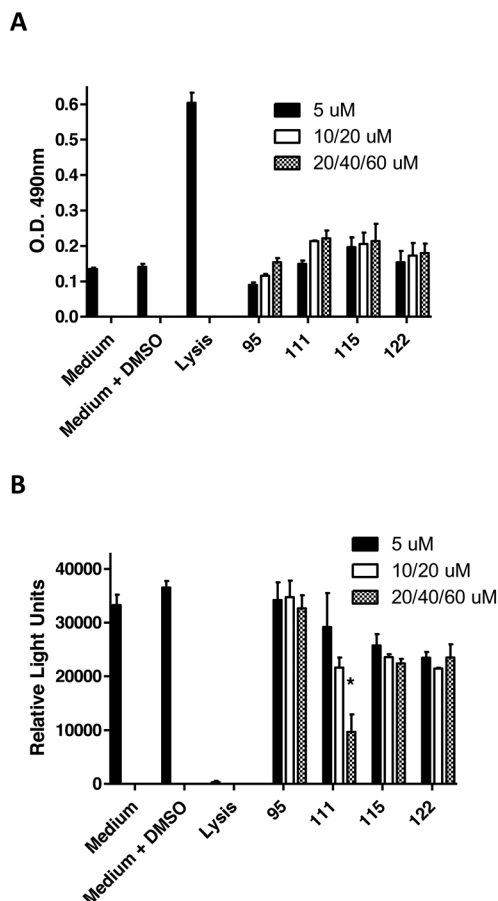 A
O.D. 490nm
0.6
0.5
0.4
0.3
0.2
0.1
0.0
5 uM
10/20 uM
20/40/60 uM
Medium
Medium + DMSO
Lysis
95
111
115
122
B
Relative Light Units
40000
30000
20000
10000
0
5 uM
10/20 uM
20/40/60 uM
*
Medium
Medium + DMSO
Lysis
95
111
115
122